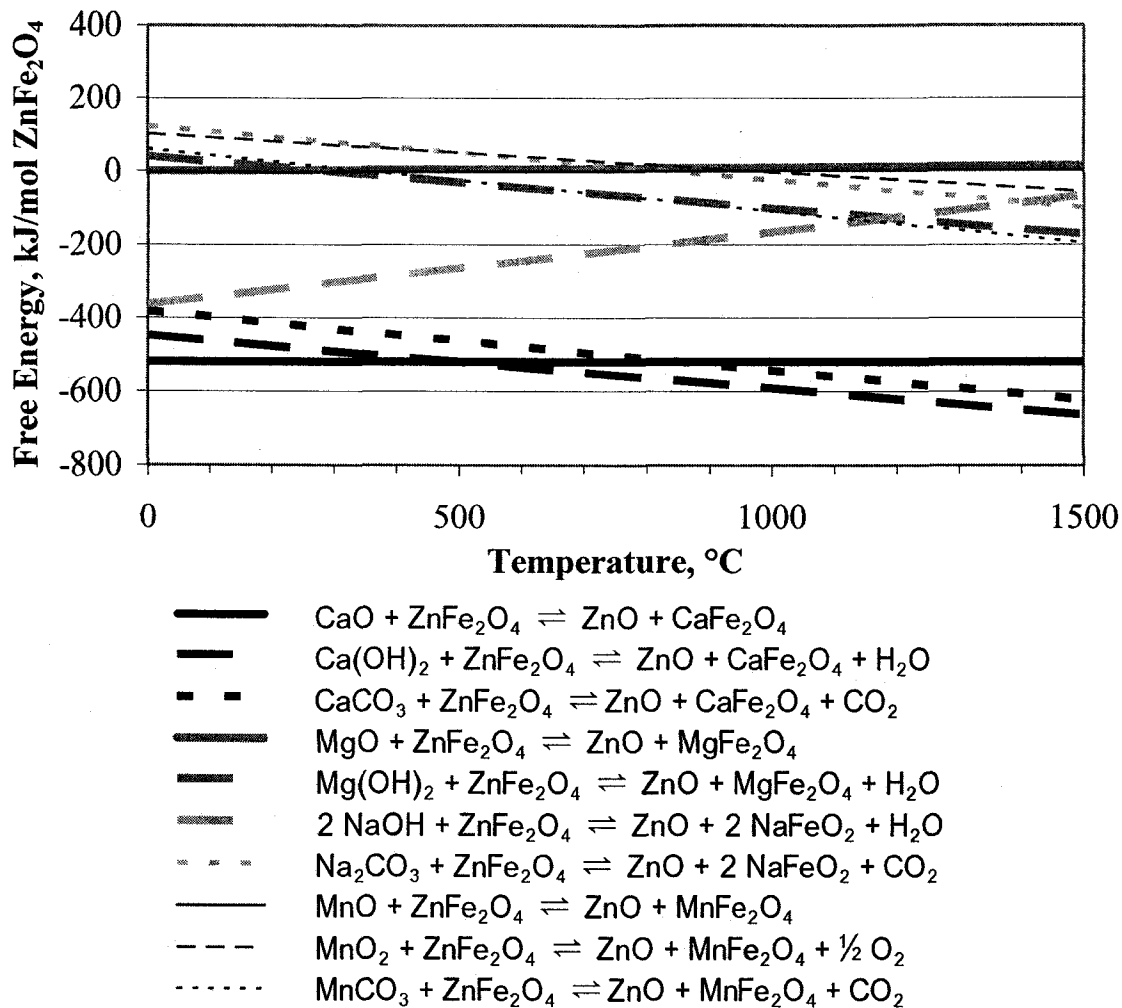 Free Energy, kJ/mol ZnFe₂O₄
400
200
0
-200
-400
-600
-800
0 500 1000 1500
Temperature, °C
CaO + ZnFe₂O₄ ⇌ ZnO + CaFe₂O₄
Ca(OH)₂ + ZnFe₂O₄ ⇌ ZnO + CaFe₂O₄ + H₂O
CaCO₃ + ZnFe₂O₄ ⇌ ZnO + CaFe₂O₄ + CO₂
MgO + ZnFe₂O₄ ⇌ ZnO + MgFe₂O₄
Mg(OH)₂ + ZnFe₂O₄ ⇌ ZnO + MgFe₂O₄ + H₂O
2 NaOH + ZnFe₂O₄ ⇌ ZnO + 2 NaFeO₂ + H₂O
Na₂CO₃ + ZnFe₂O₄ ⇌ ZnO + 2 NaFeO₂ + CO₂
MnO + ZnFe₂O₄ ⇌ ZnO + MnFe₂O₄
MnO₂ + ZnFe₂O₄ ⇌ ZnO + MnFe₂O₄ + ½ O₂
MnCO₃ + ZnFe₂O₄ ⇌ ZnO + MnFe₂O₄ + CO₂